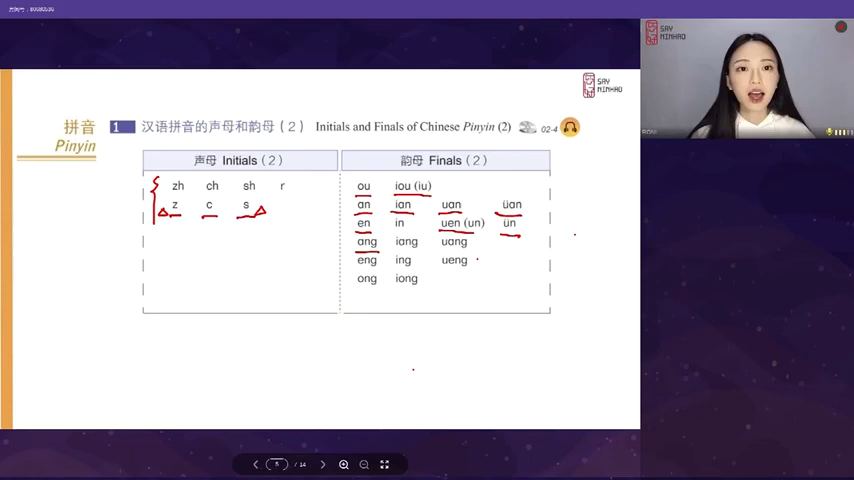 SAY
NINHAO
SAY
NINHAO
拼音
Pinyin
1 汉语拼音的声母和韵母（2） Initials and Finals of Chinese Pinyin (2) 02-4
声母 Initials（2） 韵母 Finals（2）
zh ch sh r ou iou (iu)
z c s an ian uan üan
en in uen (un) ün
ang iang uang
eng ing ueng
ong iong
5 / 14